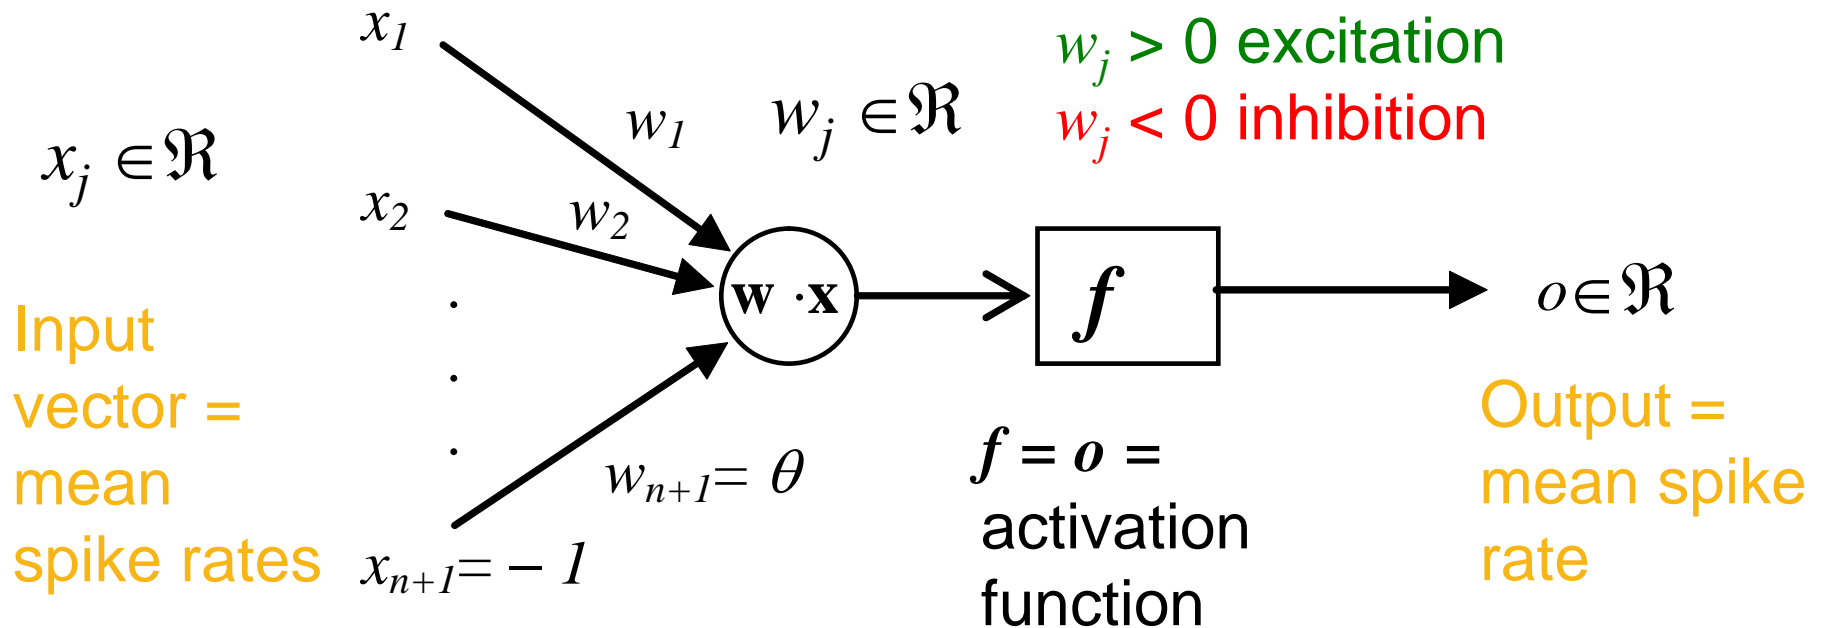 x₁
x₂
xⱼ ∈ ℜ
w₁
w₂
wⱼ ∈ ℜ
wⱼ > 0 excitation
wⱼ < 0 inhibition
.
.
.
w · x
f
o ∈ ℜ
Input
vector =
mean
spike rates
wₙ₊₁= θ
xₙ₊₁= − 1
f = o =
activation
function
Output =
mean spike
rate